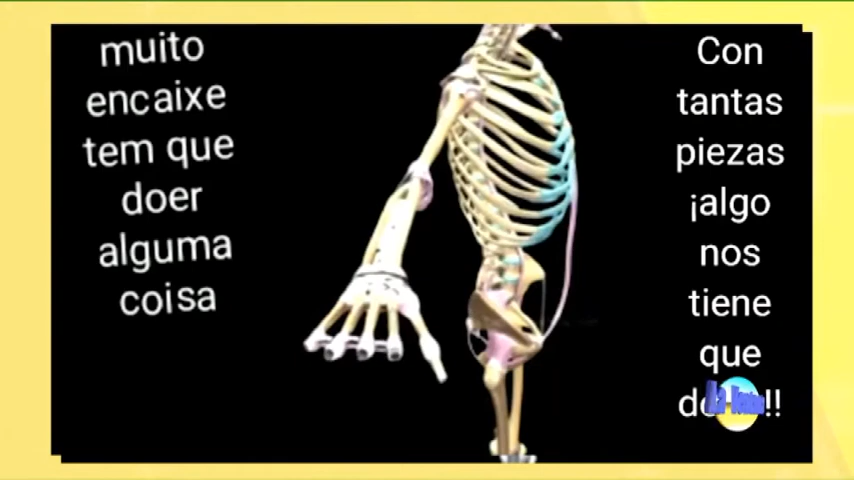 muito
encaixe
tem que
doer
alguma
coisa
Con
tantas
piezas
¡algo
nos
tiene
que